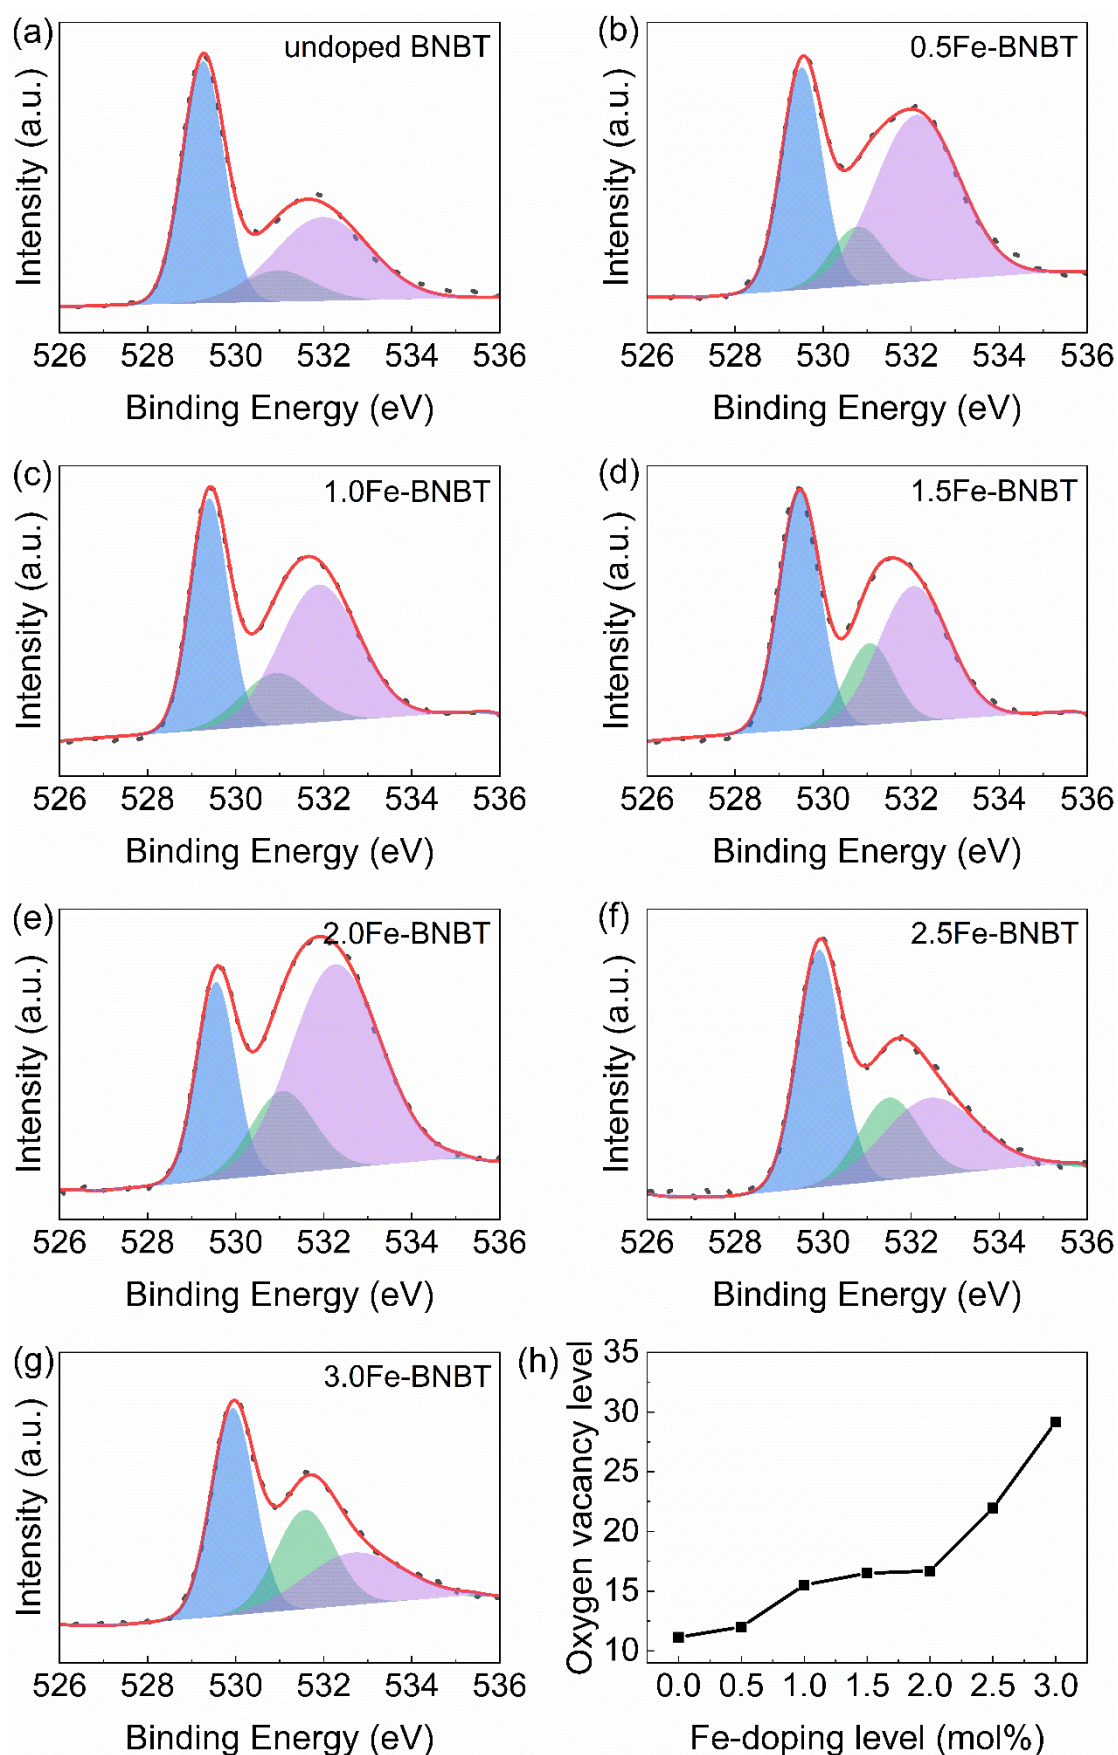 (a)
undoped BNBT
Intensity (a.u.)
526 528 530 532 534 536
Binding Energy (eV)
(b)
0.5Fe-BNBT
Intensity (a.u.)
526 528 530 532 534 536
Binding Energy (eV)
(c)
1.0Fe-BNBT
Intensity (a.u.)
526 528 530 532 534 536
Binding Energy (eV)
(d)
1.5Fe-BNBT
Intensity (a.u.)
526 528 530 532 534 536
Binding Energy (eV)
(e)
2.0Fe-BNBT
Intensity (a.u.)
526 528 530 532 534 536
Binding Energy (eV)
(f)
2.5Fe-BNBT
Intensity (a.u.)
526 528 530 532 534 536
Binding Energy (eV)
(g)
3.0Fe-BNBT
Intensity (a.u.)
526 528 530 532 534 536
Binding Energy (eV)
(h)
Oxygen vacancy level
35
30
25
20
15
10
0.0 0.5 1.0 1.5 2.0 2.5 3.0
Fe-doping level (mol%)